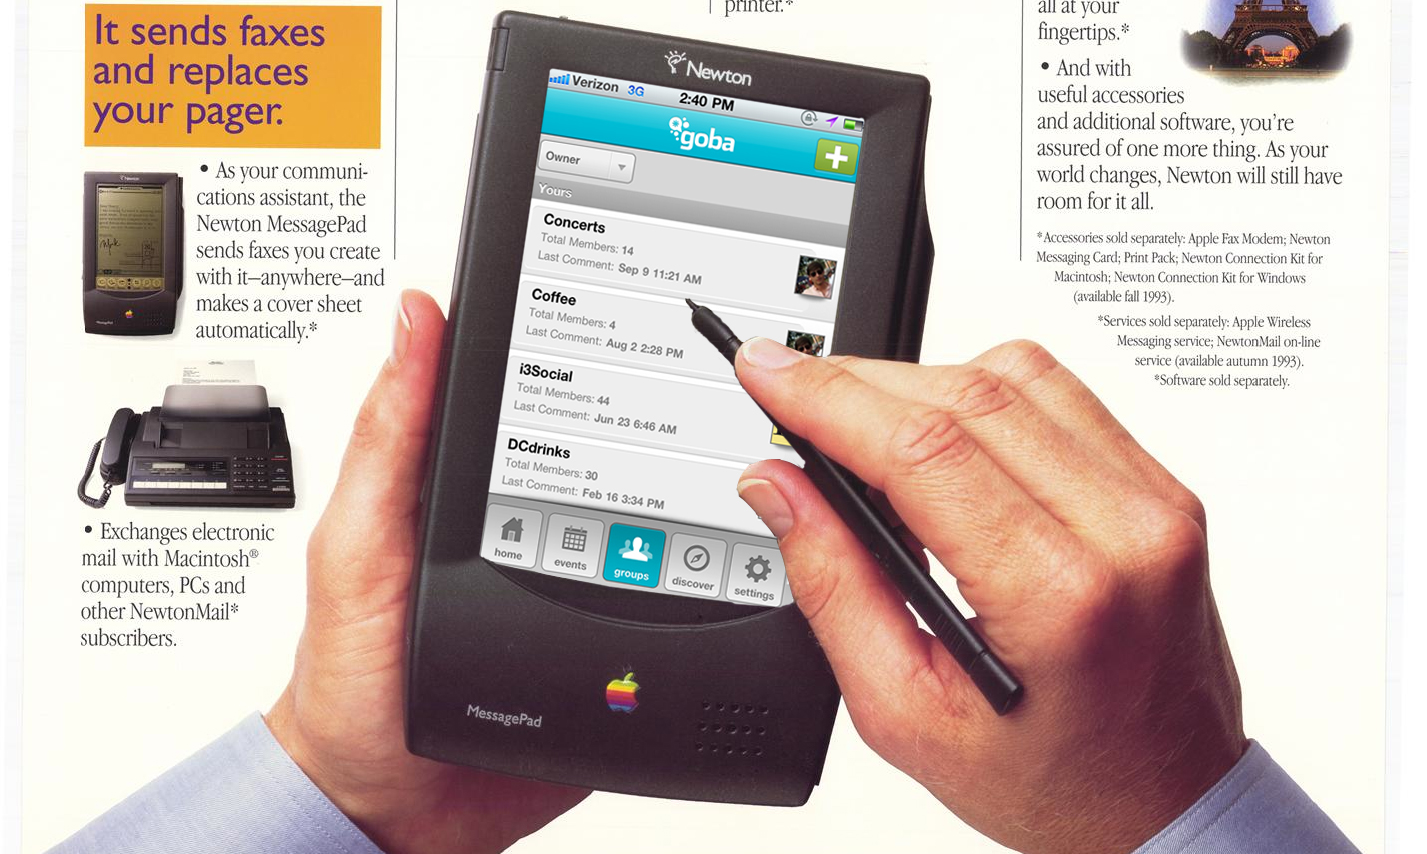 It sends faxes
and replaces
your pager.
• As your communi-
cations assistant, the
Newton MessagePad
sends faxes you create
with it—anywhere—and
makes a cover sheet
automatically.*
• Exchanges electronic
mail with Macintosh®
computers, PCs and
other NewtonMail*
subscribers.
printer.*
Newton
Verizon 3G 2:40 PM
goba
Owner
Yours
Concerts
Total Members: 14
Last Comment: Sep 9 11:21 AM
Coffee
Total Members: 4
Last Comment: Aug 2 2:28 PM
i3Social
Total Members: 44
Last Comment: Jun 23 6:46 AM
DCdrinks
Total Members: 30
Last Comment: Feb 16 3:34 PM
home events groups discover settings
MessagePad
all at your
fingertips.*
• And with
useful accessories
and additional software, you're
assured of one more thing. As your
world changes, Newton will still have
room for it all.
*Accessories sold separately: Apple Fax Modem; Newton
Messaging Card; Print Pack; Newton Connection Kit for
Macintosh; Newton Connection Kit for Windows
(available fall 1993).
*Services sold separately: Apple Wireless
Messaging service; NewtonMail on-line
service (available autumn 1993).
*Software sold separately.
Newton
MessagePad